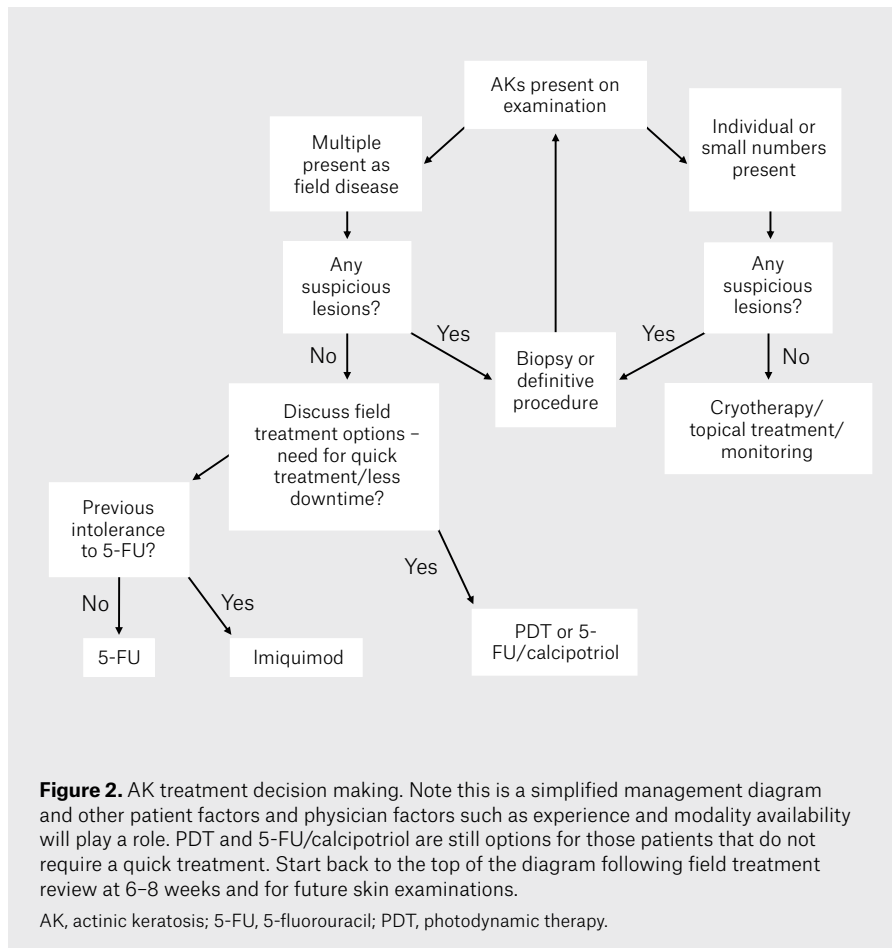 AKs present on
examination
Multiple
present as
field disease
Individual or
small numbers
present
Any
suspicious
lesions?
Any
suspicious
lesions?
No
Yes
Yes
No
Biopsy or
definitive
procedure
Discuss field
treatment options –
need for quick
treatment/less
downtime?
Cryotherapy/
topical treatment/
monitoring
Previous
intolerance
to 5-FU?
Yes
No
Yes
5-FU
Imiquimod
PDT or 5-
FU/calcipotriol
Figure 2. AK treatment decision making. Note this is a simplified management diagram
and other patient factors and physician factors such as experience and modality availability
will play a role. PDT and 5-FU/calcipotriol are still options for those patients that do not
require a quick treatment. Start back to the top of the diagram following field treatment
review at 6–8 weeks and for future skin examinations.
AK, actinic keratosis; 5-FU, 5-fluorouracil; PDT, photodynamic therapy.